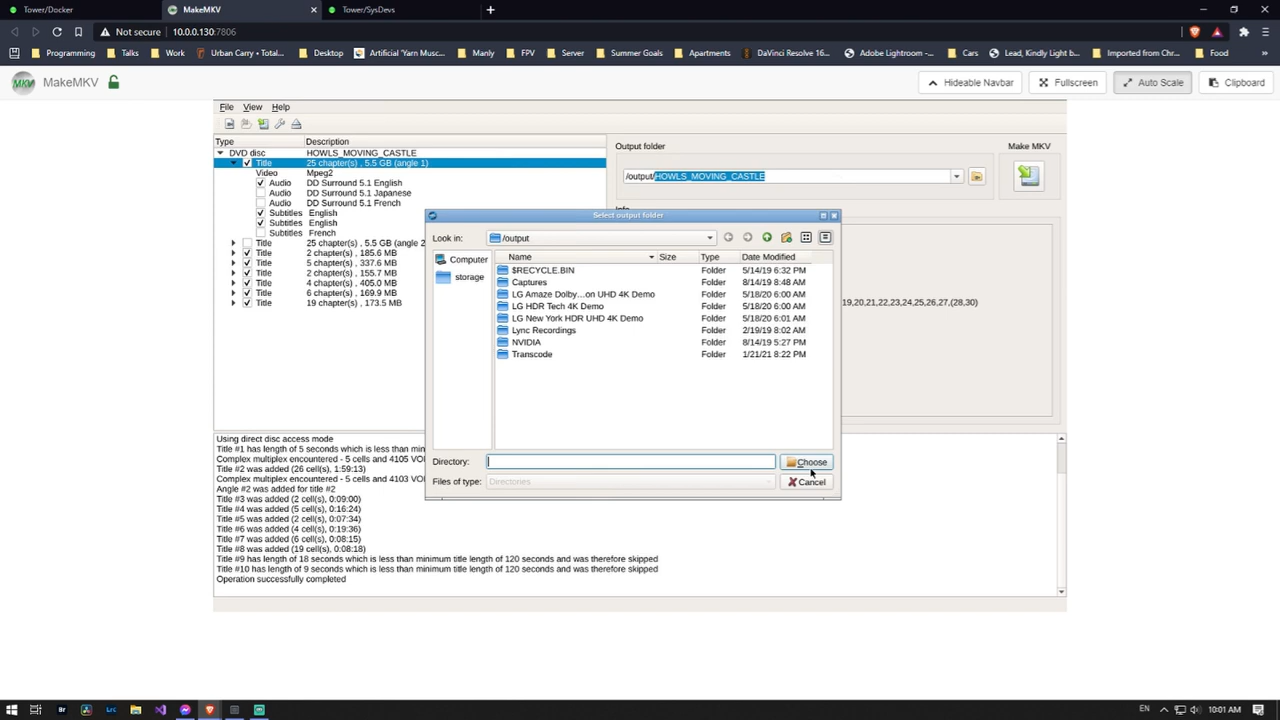 Tower/Docker
MakeMKV
Tower/SysDevs
Not secure 10.0.0.130:7806
Programming
Talks
Work
Urban Carry • Total...
Desktop
Artificial 'Yarn Musc...
Manly
FPV
Server
Summer Goals
Apartments
DaVinci Resolve 16...
Adobe Lightroom -...
Cars
Lead, Kindly Light b...
Imported from Chr...
Food
MKV MakeMKV
Hideable Navbar
Fullscreen
Auto Scale
Clipboard
File View Help
Type Description
DVD disc HOWLS_MOVING_CASTLE
Title 25 chapter(s) , 5.5 GB (angle 1)
Video Mpeg2
Audio DD Surround 5.1 English
Audio DD Surround 5.1 Japanese
Audio DD Surround 5.1 French
Subtitles English
Subtitles English
Subtitles French
Title 25 chapter(s) , 5.5 GB (angle 2
Title 2 chapter(s) , 185.6 MB
Title 5 chapter(s) , 337.6 MB
Title 2 chapter(s) , 155.7 MB
Title 4 chapter(s) , 405.0 MB
Title 6 chapter(s) , 169.9 MB
Title 19 chapter(s) , 173.5 MB
Output folder
/output/HOWLS_MOVING_CASTLE
Make MKV
Info
19,20,21,22,23,24,25,26,27,(28,30)
Select output folder
Look in: /output
Computer
storage
Name Size Type Date Modified
$RECYCLE.BIN Folder 5/14/19 6:32 PM
Captures Folder 8/14/19 8:48 AM
LG Amaze Dolby...on UHD 4K Demo Folder 5/18/20 6:00 AM
LG HDR Tech 4K Demo Folder 5/18/20 6:00 AM
LG New York HDR UHD 4K Demo Folder 5/18/20 6:01 AM
Lync Recordings Folder 2/19/19 8:02 AM
NVIDIA Folder 8/14/19 5:27 PM
Transcode Folder 1/21/21 8:22 PM
Directory:
Choose
Files of type: Directories
Cancel
Using direct disc access mode
Title #1 has length of 5 seconds which is less than min
Complex multiplex encountered - 5 cells and 4105 VO
Title #2 was added (26 cell(s), 1:59:13)
Complex multiplex encountered - 5 cells and 4103 VO
Angle #2 was added for title #2
Title #3 was added (2 cell(s), 0:09:00)
Title #4 was added (5 cell(s), 0:16:24)
Title #5 was added (2 cell(s), 0:07:34)
Title #6 was added (4 cell(s), 0:19:36)
Title #7 was added (6 cell(s), 0:08:15)
Title #8 was added (19 cell(s), 0:08:18)
Title #9 has length of 18 seconds which is less than minimum title length of 120 seconds and was therefore skipped
Title #10 has length of 9 seconds which is less than minimum title length of 120 seconds and was therefore skipped
Operation successfully completed
Br
Lrc
EN
10:01 AM